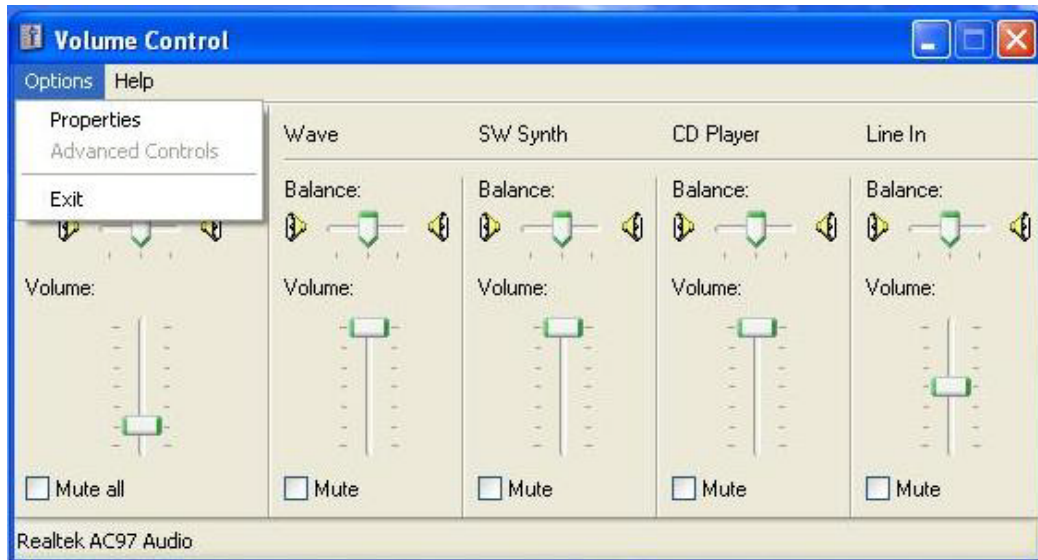 Volume Control
Options Help
Properties
Advanced Controls
Exit
Wave SW Synth CD Player Line In
Balance: Balance: Balance: Balance:
Volume: Volume: Volume: Volume: Volume:
Mute all Mute Mute Mute Mute
Realtek AC97 Audio